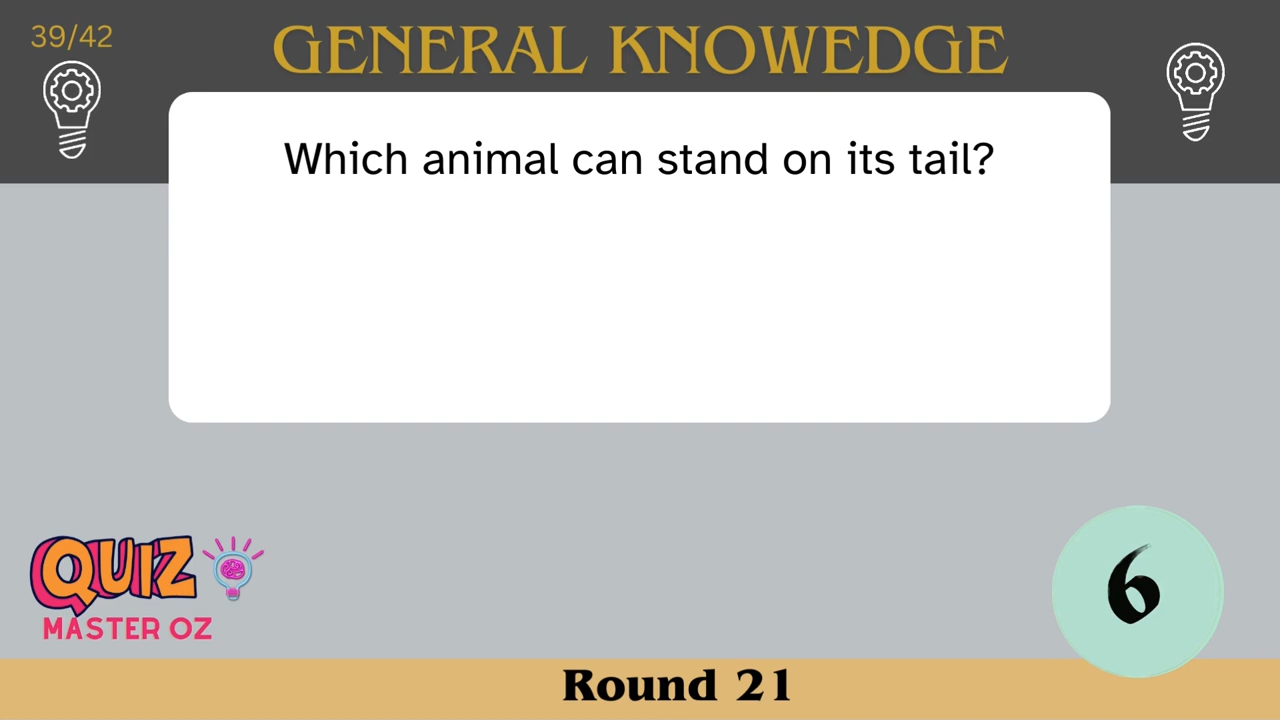 39/42
GENERAL KNOWEDGE
Which animal can stand on its tail?
QUIZ
MASTER OZ
6
Round 21